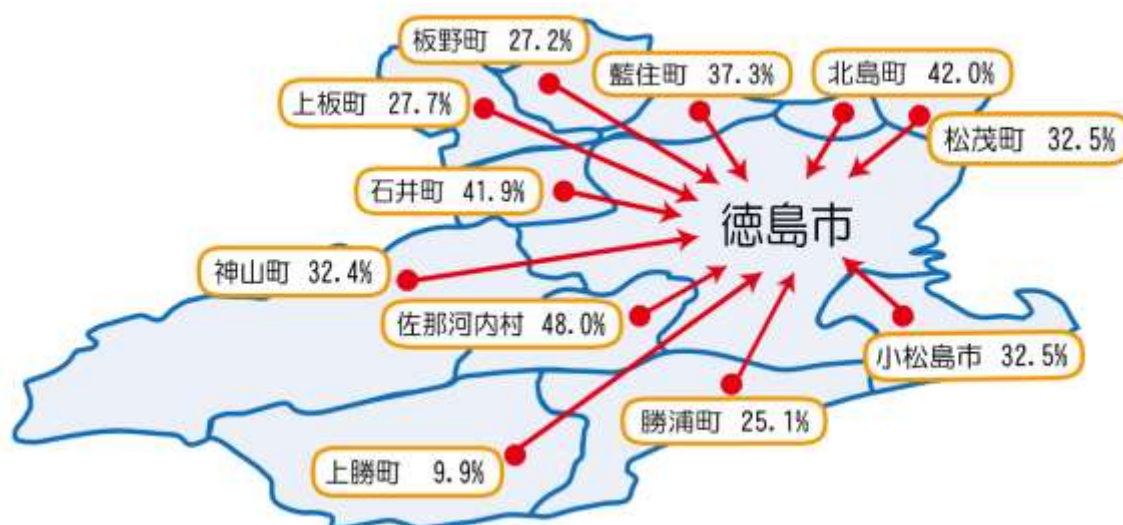 板野町 27.2%
藍住町 37.3%
北島町 42.0%
上板町 27.7%
松茂町 32.5%
石井町 41.9%
徳島市
神山町 32.4%
佐那河内村 48.0%
小松島市 32.5%
勝浦町 25.1%
上勝町 9.9%